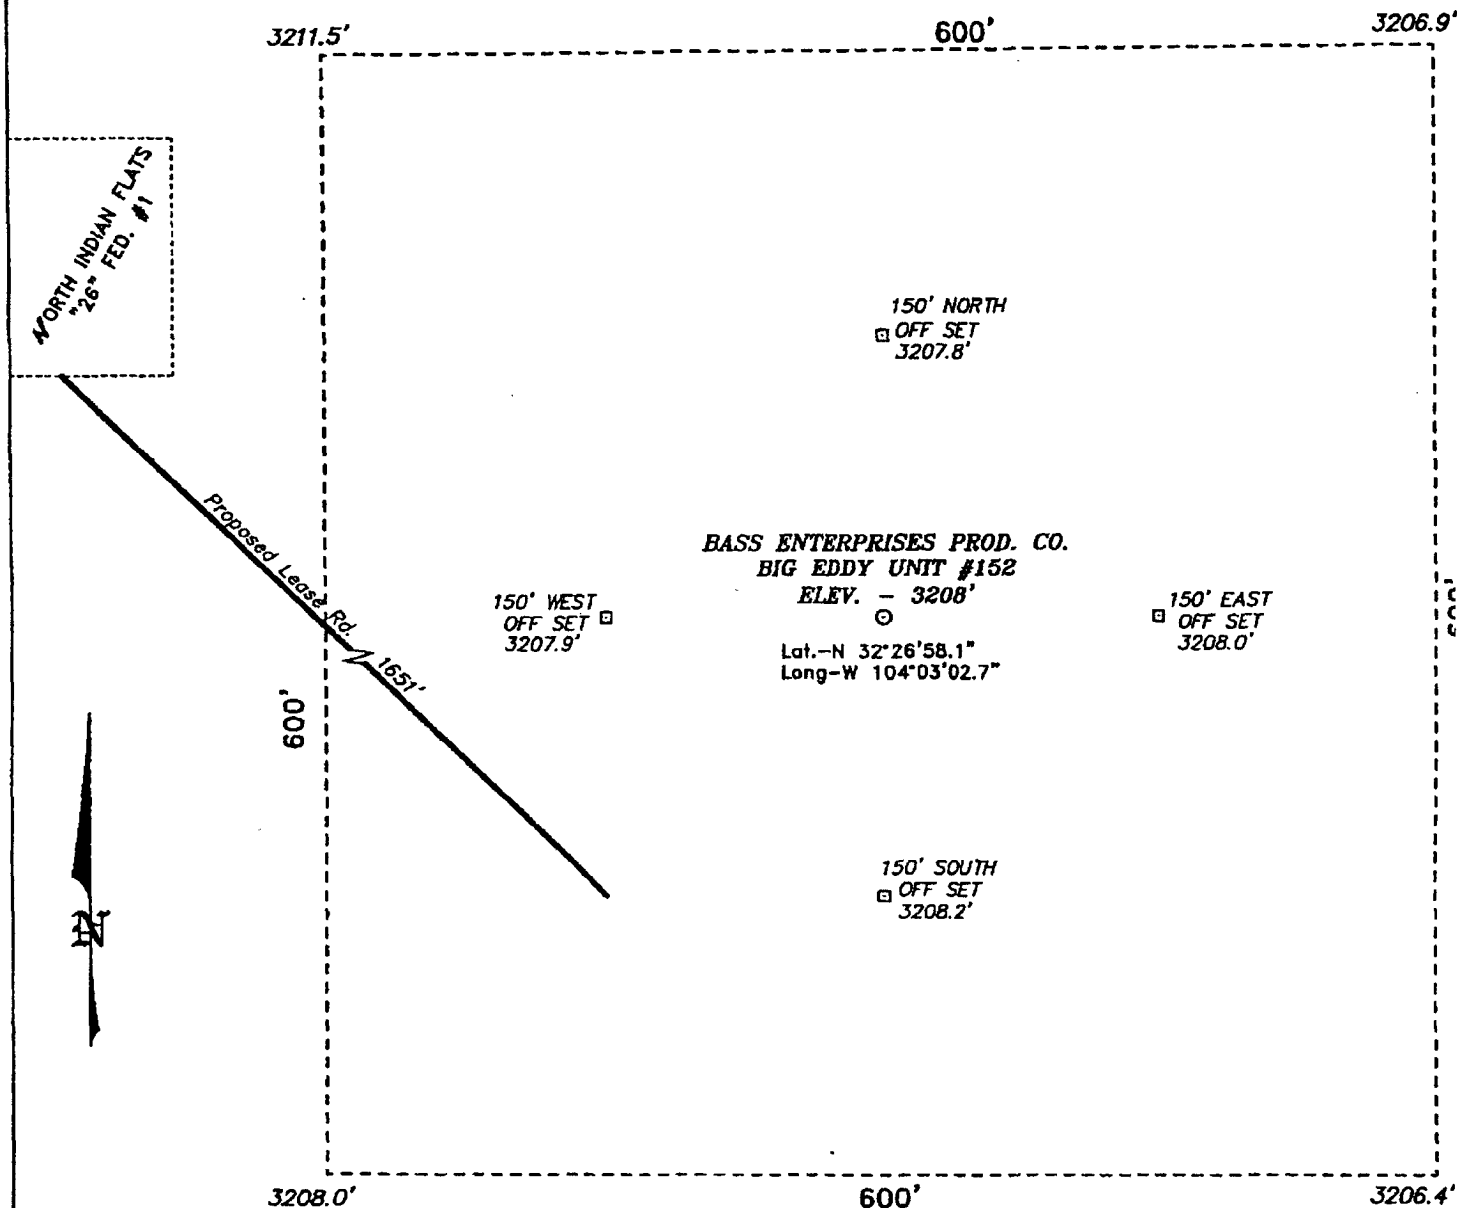 3211.5'
600'
3206.9'
NORTH INDIAN FLATS
"26" FED. #1
150' NORTH
OFF SET
3207.8'
Proposed Lease Rd.
1651'
BASS ENTERPRISES PROD. CO.
BIG EDDY UNIT #152
ELEV. - 3208'
Lat.-N 32°26'58.1"
Long-W 104°03'02.7"
150' WEST
OFF SET
3207.9'
150' EAST
OFF SET
3208.0'
600'
150' SOUTH
OFF SET
3208.2'
N
3208.0'
600'
3206.4'